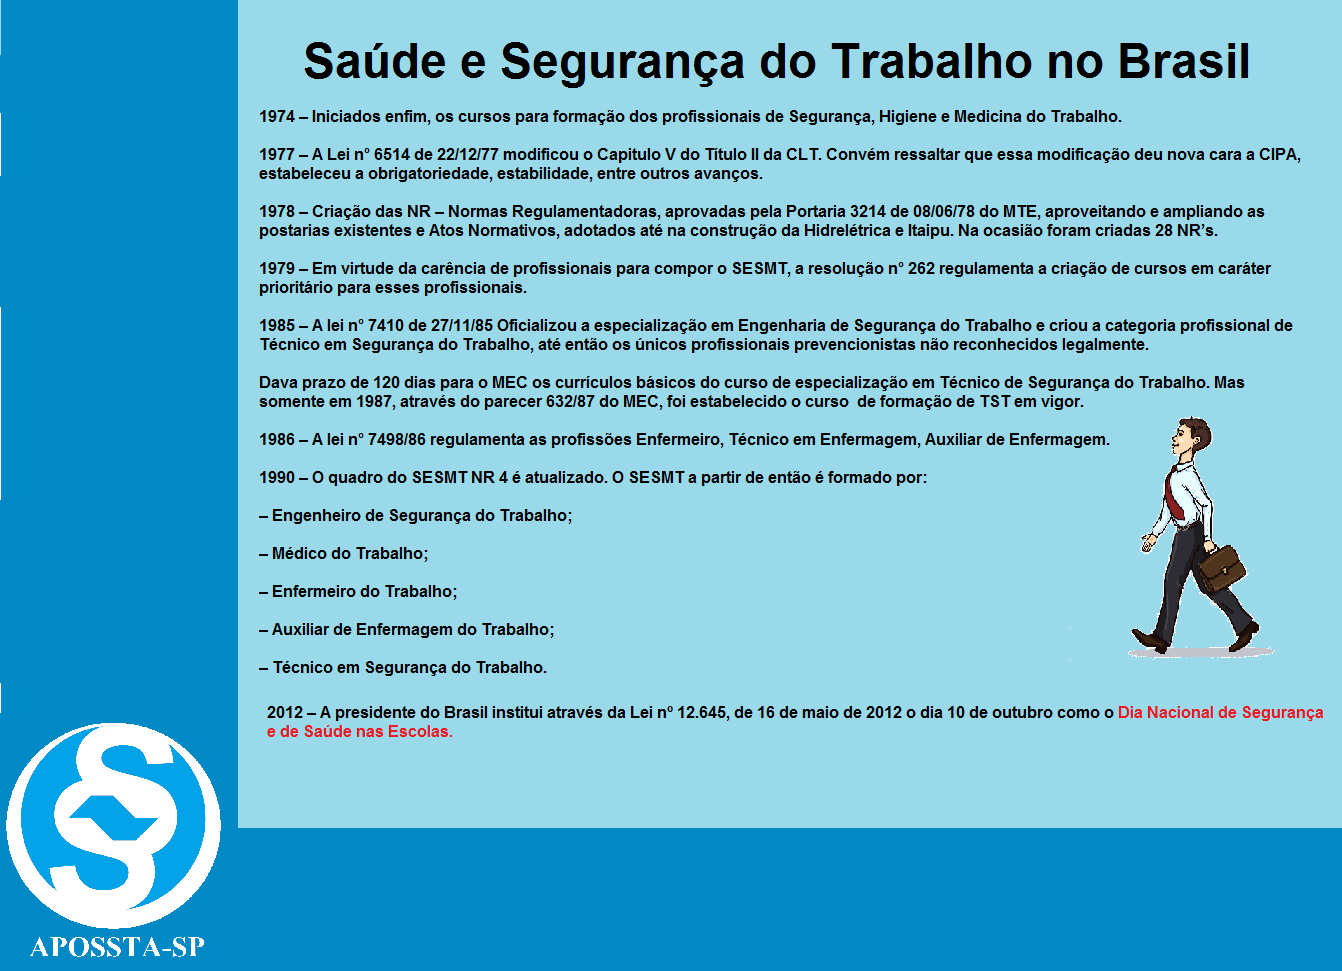 Saúde e Segurança do Trabalho no Brasil
1974 – Iniciados enfim, os cursos para formação dos profissionais de Segurança, Higiene e Medicina do Trabalho.
1977 – A Lei n° 6514 de 22/12/77 modificou o Capitulo V do Título II da CLT. Convém ressaltar que essa modificação deu nova cara a CIPA,
estabeleceu a obrigatoriedade, estabilidade, entre outros avanços.
1978 – Criação das NR – Normas Regulamentadoras, aprovadas pela Portaria 3214 de 08/06/78 do MTE, aproveitando e ampliando as
postarias existentes e Atos Normativos, adotados até na construção da Hidrelétrica e Itaipu. Na ocasião foram criadas 28 NR's.
1979 – Em virtude da carência de profissionais para compor o SESMT, a resolução n° 262 regulamenta a criação de cursos em caráter
prioritário para esses profissionais.
1985 – A lei n° 7410 de 27/11/85 Oficializou a especialização em Engenharia de Segurança do Trabalho e criou a categoria profissional de
Técnico em Segurança do Trabalho, até então os únicos profissionais prevencionistas não reconhecidos legalmente.
Dava prazo de 120 dias para o MEC os currículos básicos do curso de especialização em Técnico de Segurança do Trabalho. Mas
somente em 1987, através do parecer 632/87 do MEC, foi estabelecido o curso  de formação de TST em vigor.
1986 – A lei n° 7498/86 regulamenta as profissões Enfermeiro, Técnico em Enfermagem, Auxiliar de Enfermagem.
1990 – O quadro do SESMT NR 4 é atualizado. O SESMT a partir de então é formado por:
– Engenheiro de Segurança do Trabalho;
– Médico do Trabalho;
– Enfermeiro do Trabalho;
– Auxiliar de Enfermagem do Trabalho;
– Técnico em Segurança do Trabalho.
2012 – A presidente do Brasil institui através da Lei nº 12.645, de 16 de maio de 2012 o dia 10 de outubro como o Dia Nacional de Segurança
e de Saúde nas Escolas.
APOSSTA-SP